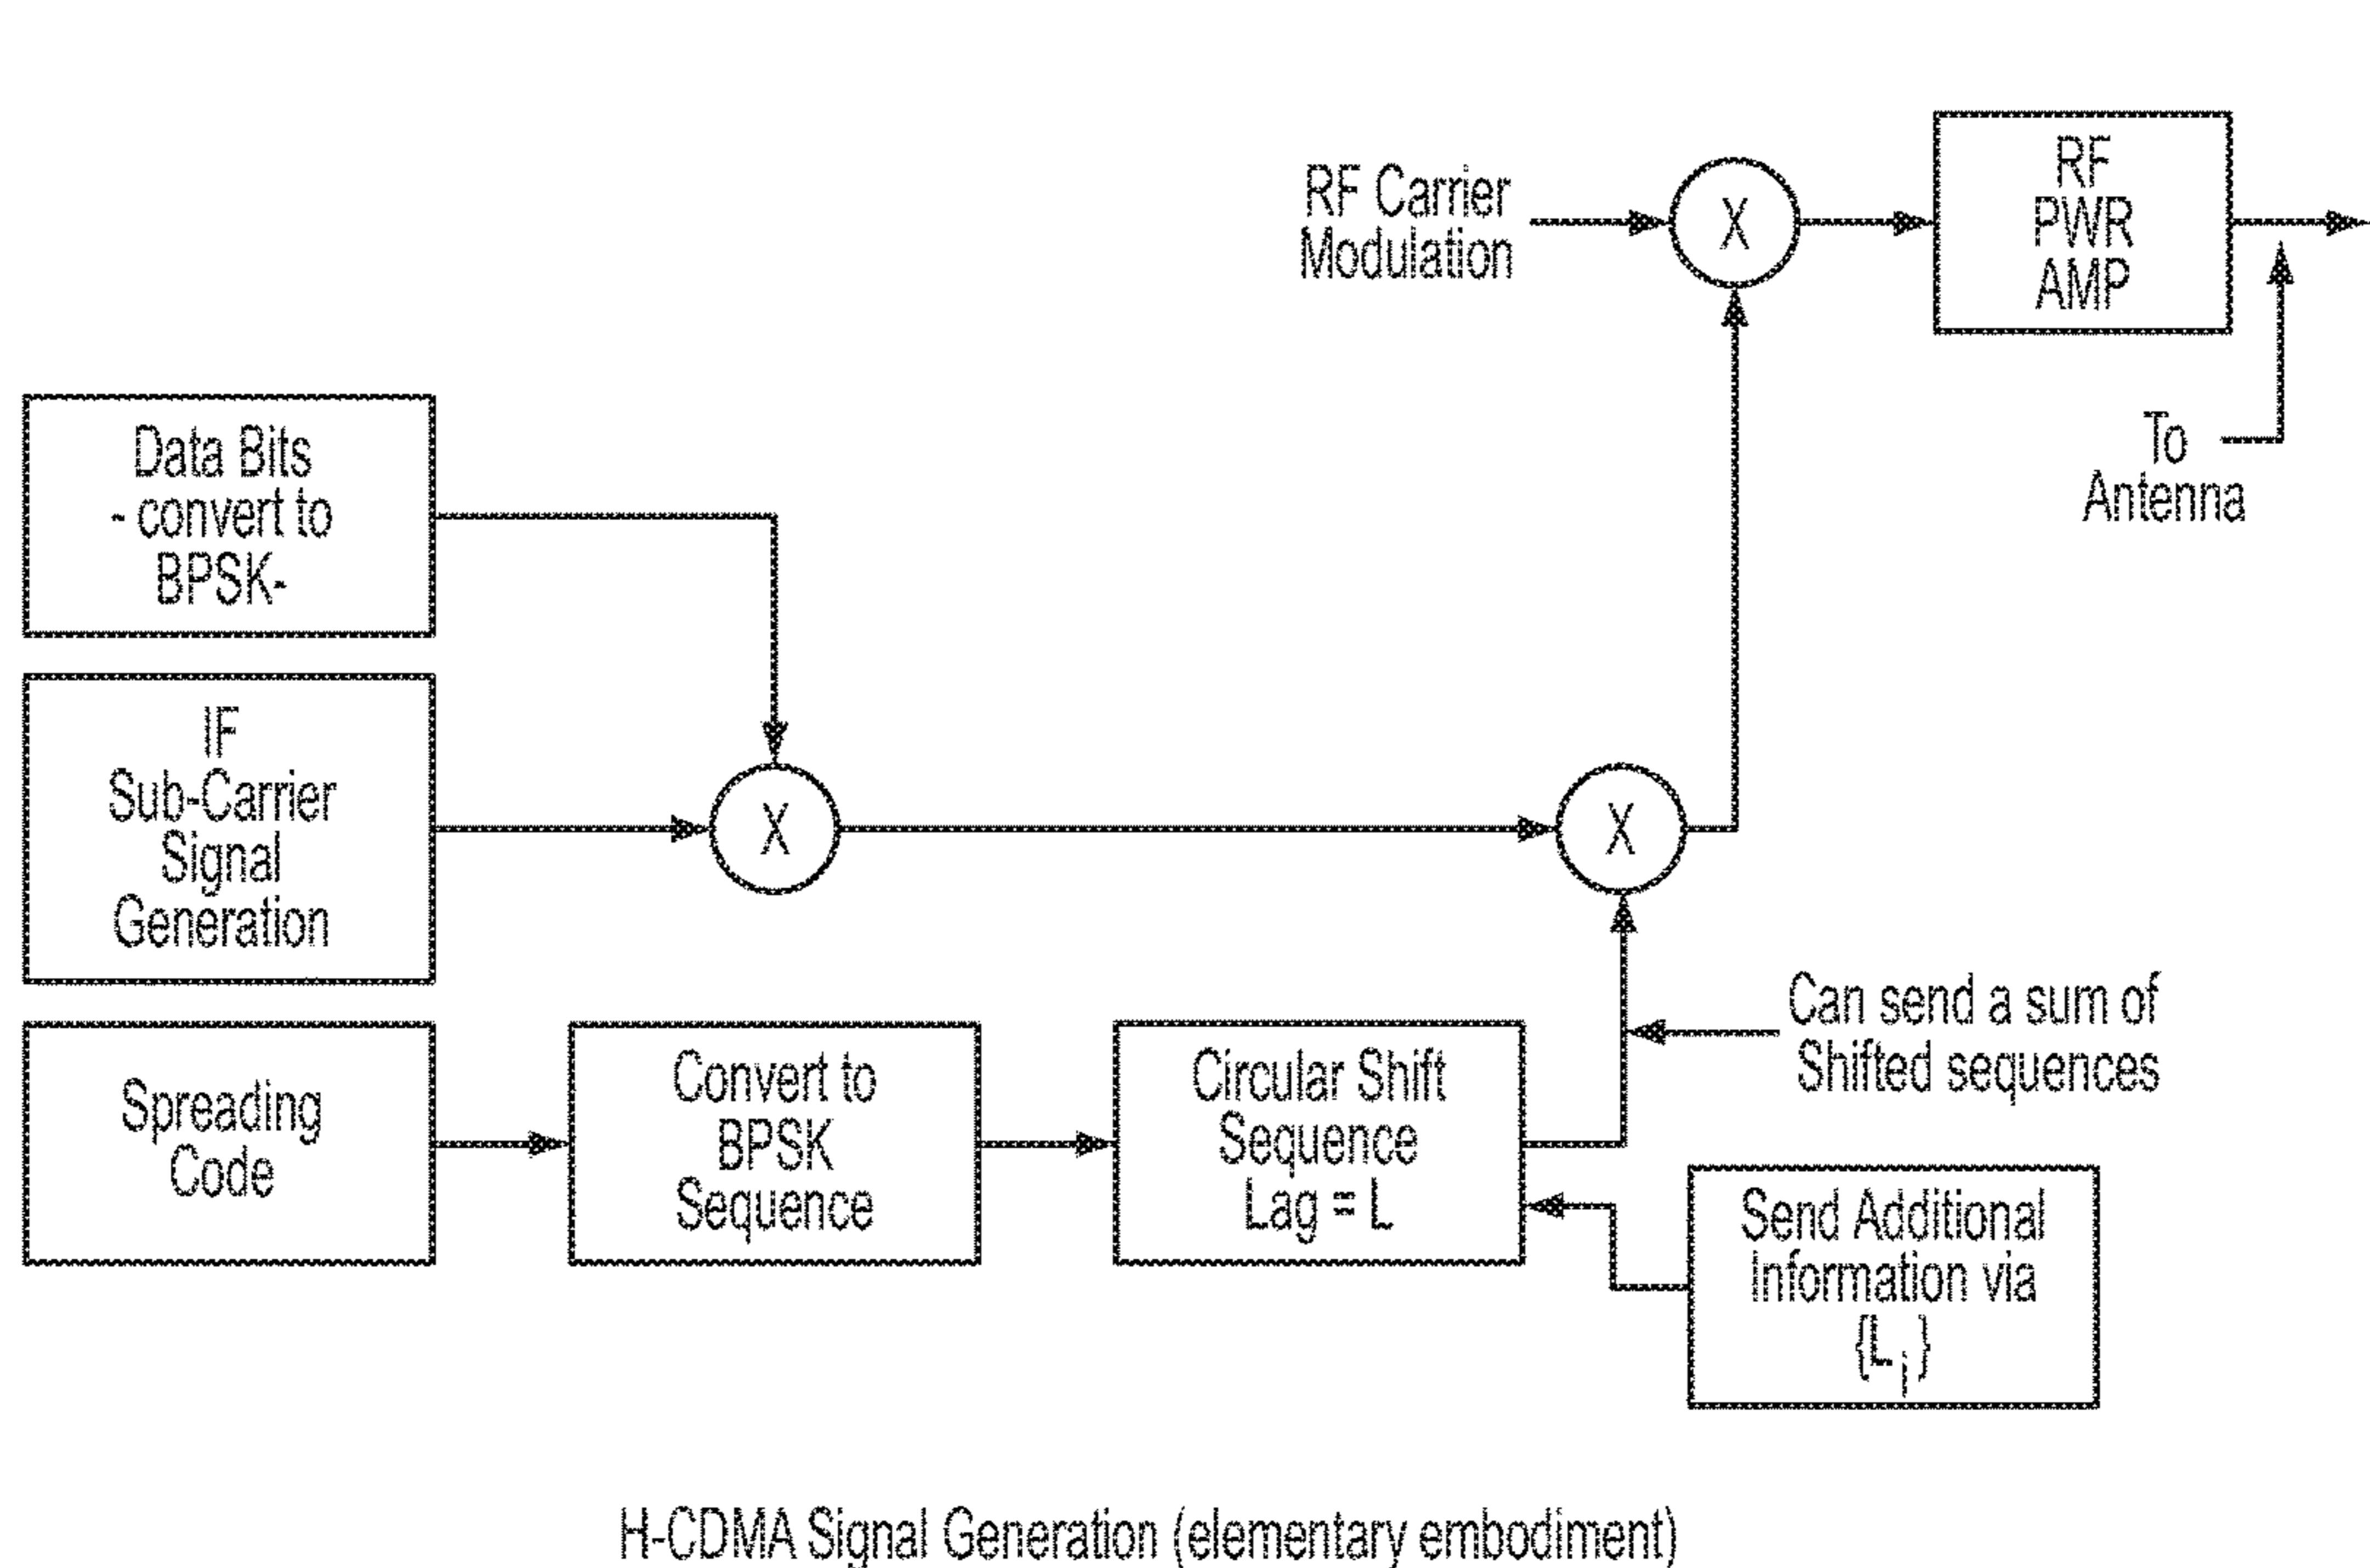 RF Carrier
Modulation
X
RF
PWR
AMP
To
Antenna
Data Bits
- convert to
BPSK-
IF
Sub-Carrier
Signal
Generation
X
X
Can send a sum of
Shifted sequences
Spreading
Code
Convert to
BPSK
Sequence
Circular Shift
Sequence
Lag = L
Send Additional
Information via
{L i }
H-CDMA Signal Generation (elementary embodiment)